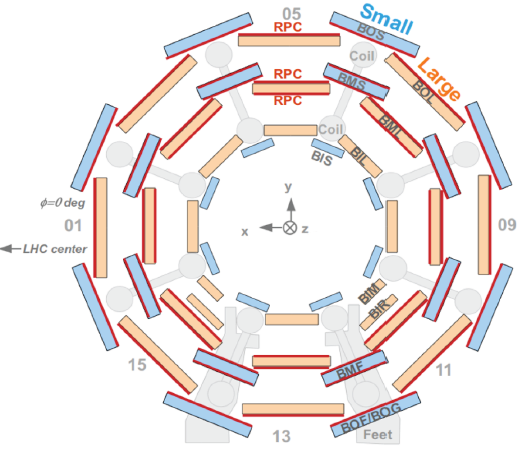 05
Small
RPC
BOS
Coil
Large
RPC
BMS
BOL
RPC
BML
Coil
BIS
BIL
ϕ=0 deg
01
LHC center
y
x
z
09
BIM
BIR
15
11
BMF
13
BOF/BOG
Feet